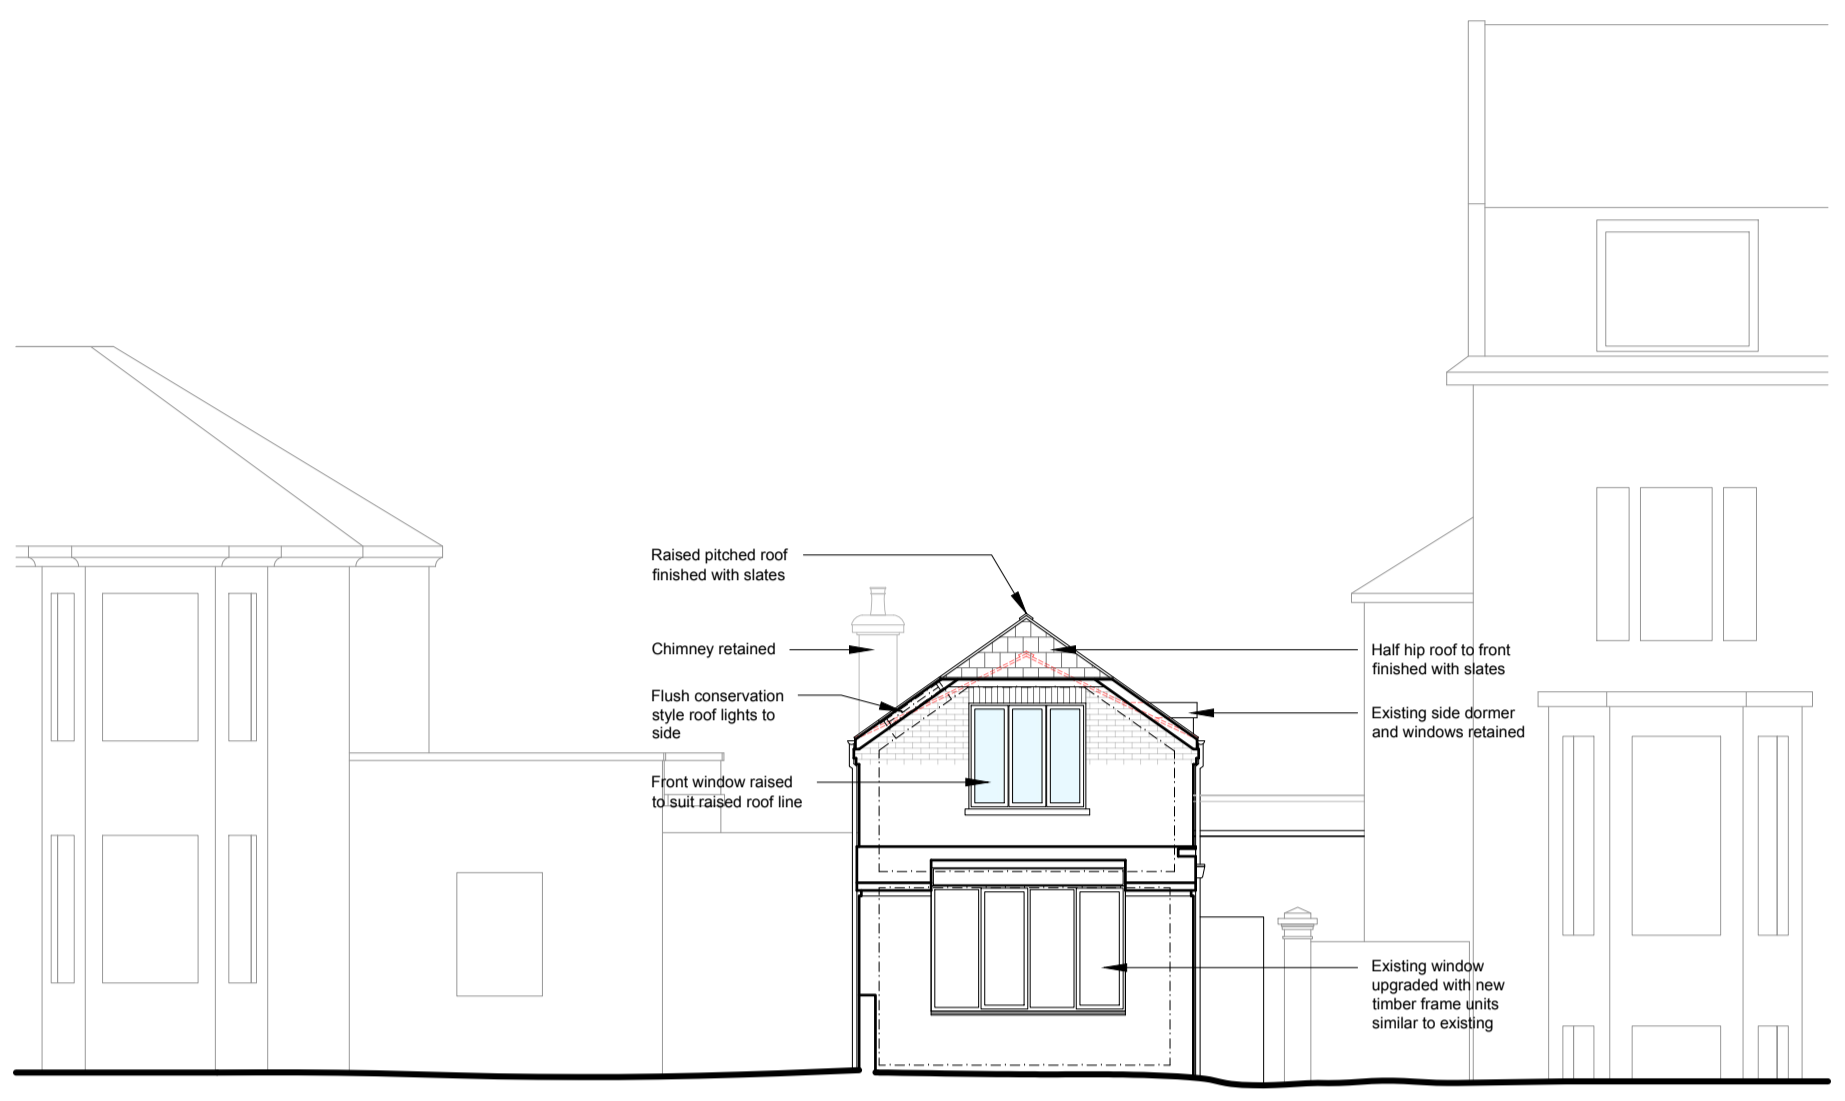 Raised pitched roof
finished with slates
Chimney retained
Flush conservation
style roof lights to
side
Front window raised
to suit raised roof line
Half hip roof to front
finished with slates
Existing side dormer
and windows retained
Existing window
upgraded with new
timber frame units
similar to existing